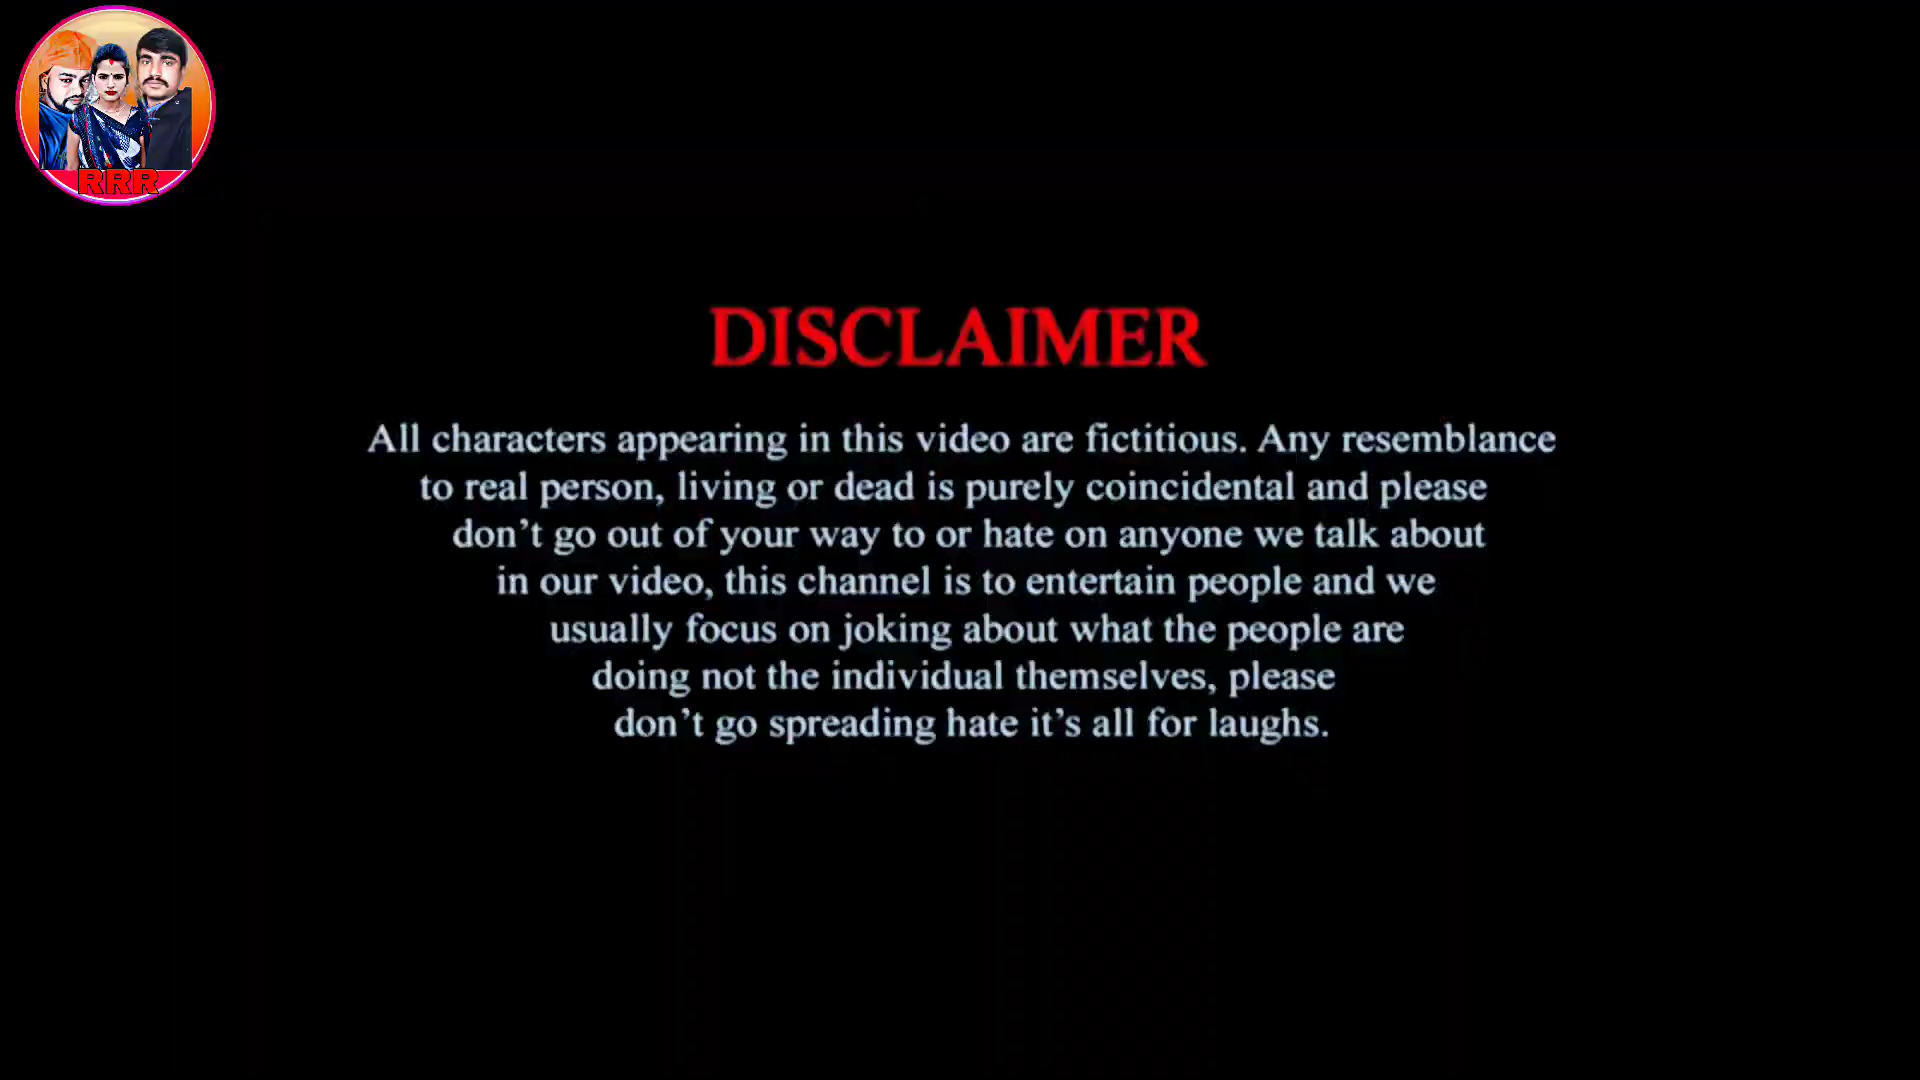 RRR
DISCLAIMER
All characters appearing in this video are fictitious. Any resemblance
to real person, living or dead is purely coincidental and please
don’t go out of your way to or hate on anyone we talk about
in our video, this channel is to entertain people and we
usually focus on joking about what the people are
doing not the individual themselves, please
don’t go spreading hate it’s all for laughs.